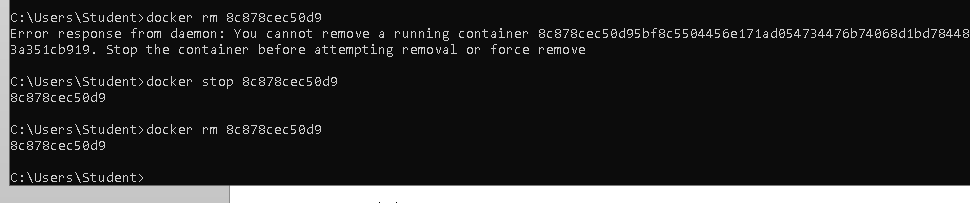 C:\Users\Student>docker rm 8c878cec50d9
Error response from daemon: You cannot remove a running container 8c878cec50d95bf8c5504456e171ad054734476b74068d1bd78448
3a351cb919. Stop the container before attempting removal or force remove
C:\Users\Student>docker stop 8c878cec50d9
8c878cec50d9
C:\Users\Student>docker rm 8c878cec50d9
8c878cec50d9
C:\Users\Student>